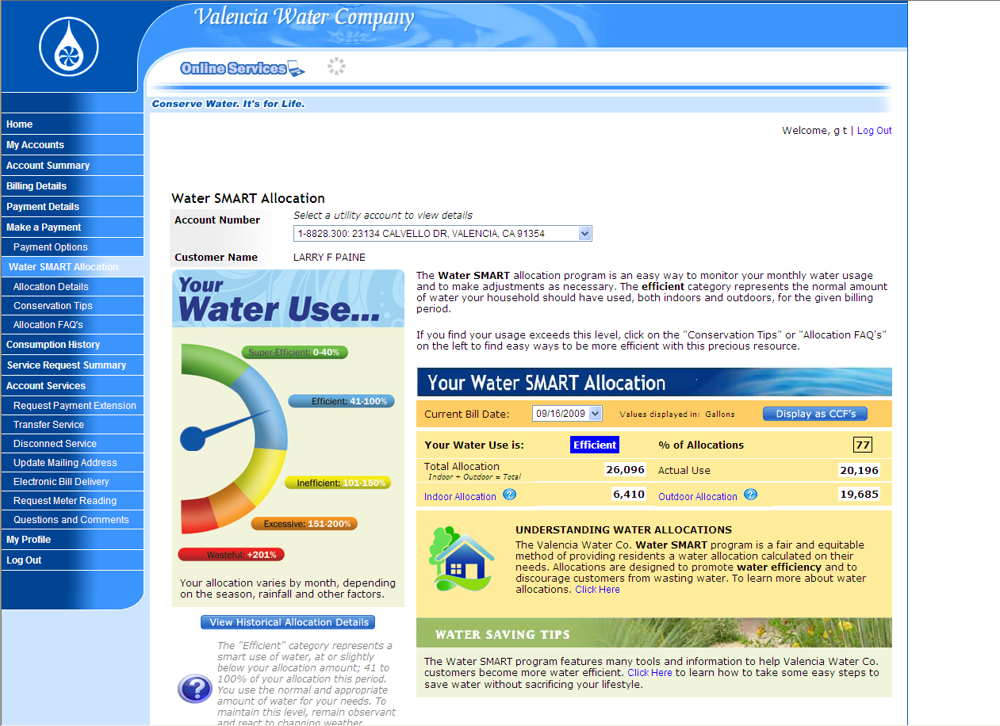 Valencia Water Company
Online Services
Conserve Water. It's for Life.
Welcome, g t | Log Out
Home
My Accounts
Account Summary
Billing Details
Payment Details
Make a Payment
Payment Options
Water SMART Allocation
Allocation Details
Conservation Tips
Allocation FAQ's
Consumption History
Service Request Summary
Account Services
Request Payment Extension
Transfer Service
Disconnect Service
Update Mailing Address
Electronic Bill Delivery
Request Meter Reading
Questions and Comments
My Profile
Log Out
Water SMART Allocation
Account Number
Select a utility account to view details
1-8828.300: 23134 CALVELLO DR, VALENCIA, CA 91354
Customer Name LARRY F PAINE
Your
Water Use...
Super-Efficient: 0-40%
Efficient: 41-100%
Inefficient: 101-150%
Excessive: 151-200%
Wasteful: +201%
Your allocation varies by month, depending
on the season, rainfall and other factors.
View Historical Allocation Details
The "Efficient" category represents a
smart use of water, at or slightly
below your allocation amount; 41 to
100% of your allocation this period.
You use the normal and appropriate
amount of water for your needs. To
maintain this level, remain observant
and react to changing weather
The Water SMART allocation program is an easy way to monitor your monthly water usage
and to make adjustments as necessary. The efficient category represents the normal amount
of water your household should have used, both indoors and outdoors, for the given billing
period.
If you find your usage exceeds this level, click on the "Conservation Tips" or "Allocation FAQ's"
on the left to find easy ways to be more efficient with this precious resource.
Your Water SMART Allocation
Current Bill Date: 09/16/2009 Values displayed in: Gallons Display as CCF's
Your Water Use is: Efficient % of Allocations 77
Total Allocation 26,096 Actual Use 20,196
Indoor + Outdoor = Total
Indoor Allocation ? 6,410 Outdoor Allocation ? 19,685
UNDERSTANDING WATER ALLOCATIONS
The Valencia Water Co. Water SMART program is a fair and equitable
method of providing residents a water allocation calculated on their
needs. Allocations are designed to promote water efficiency and to
discourage customers from wasting water. To learn more about water
allocations. Click Here
WATER SAVING TIPS
The Water SMART program features many tools and information to help Valencia Water Co.
customers become more water efficient. Click Here to learn how to take some easy steps to
save water without sacrificing your lifestyle.